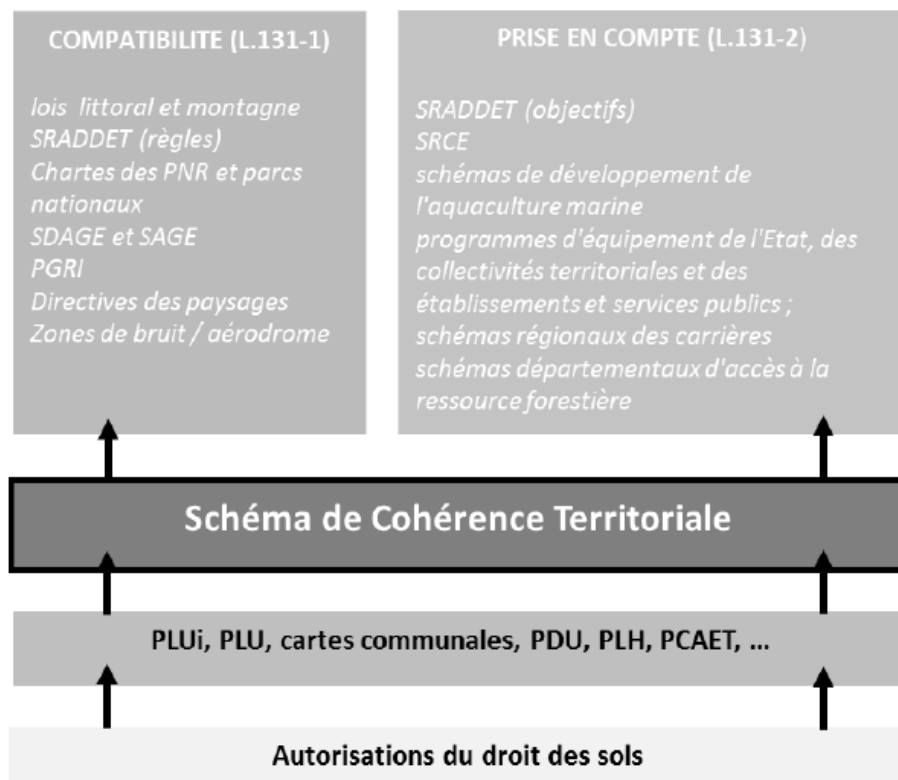 COMPATIBILITE (L.131-1)
lois littoral et montagne
SRADDET (règles)
Chartes des PNR et parcs
nationaux
SDAGE et SAGE
PGRI
Directives des paysages
Zones de bruit / aérodrome
PRISE EN COMPTE (L.131-2)
SRADDET (objectifs)
SRCE
schémas de développement de
l'aquaculture marine
programmes d'équipement de l'Etat, des
collectivités territoriales et des
établissements et services publics ;
schémas régionaux des carrières
schémas départementaux d'accès à la
ressource forestière
Schéma de Cohérence Territoriale
PLUi, PLU, cartes communales, PDU, PLH, PCAET, ...
Autorisations du droit des sols